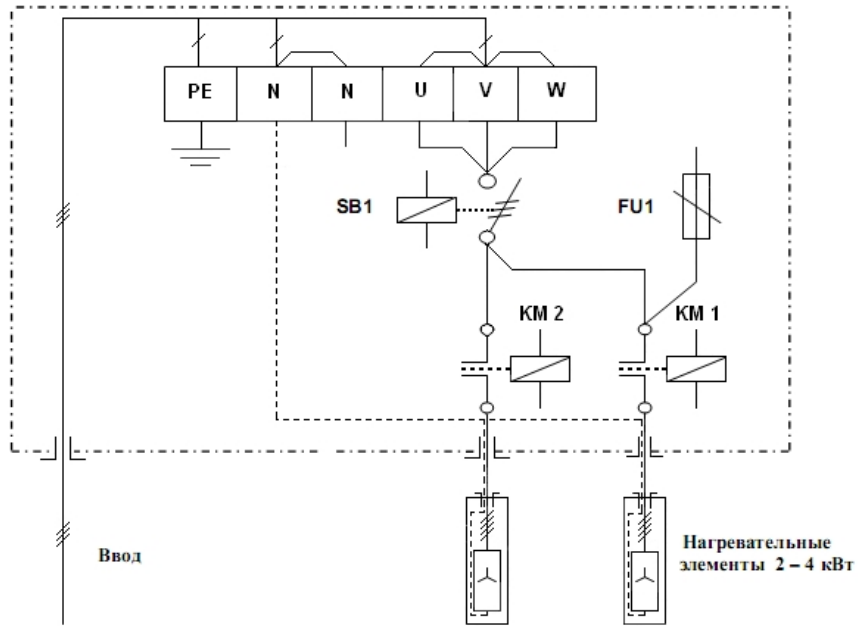 PE N N U V W
SB1
FU1
KM 2
KM 1
Ввод
Нагревательные
элементы 2 – 4 кВт